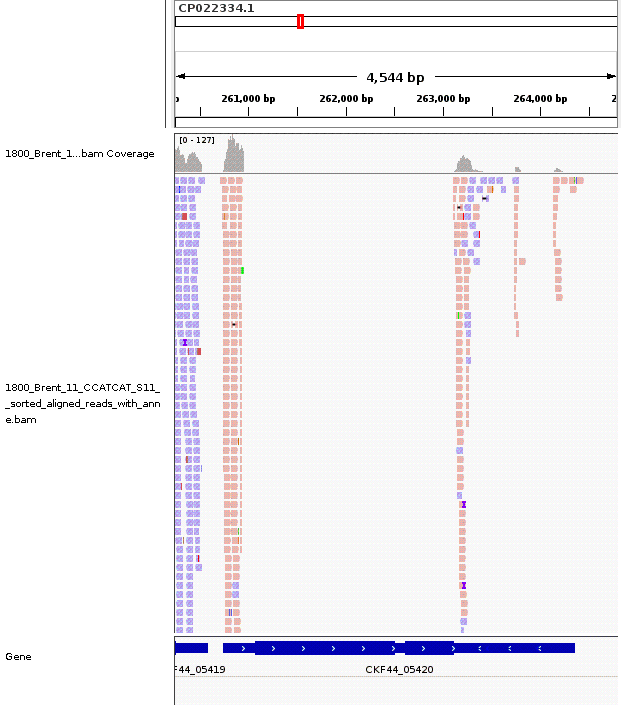 CP022334.1
4,544 bp
261,000 bp 262,000 bp 263,000 bp 264,000 bp 2
[0 - 127]
1800_Brent_1...bam Coverage
1800_Brent_11_CCATCAT_S11_
_sorted_aligned_reads_with_ann
e.bam
Gene
F44_05419 CKF44_05420